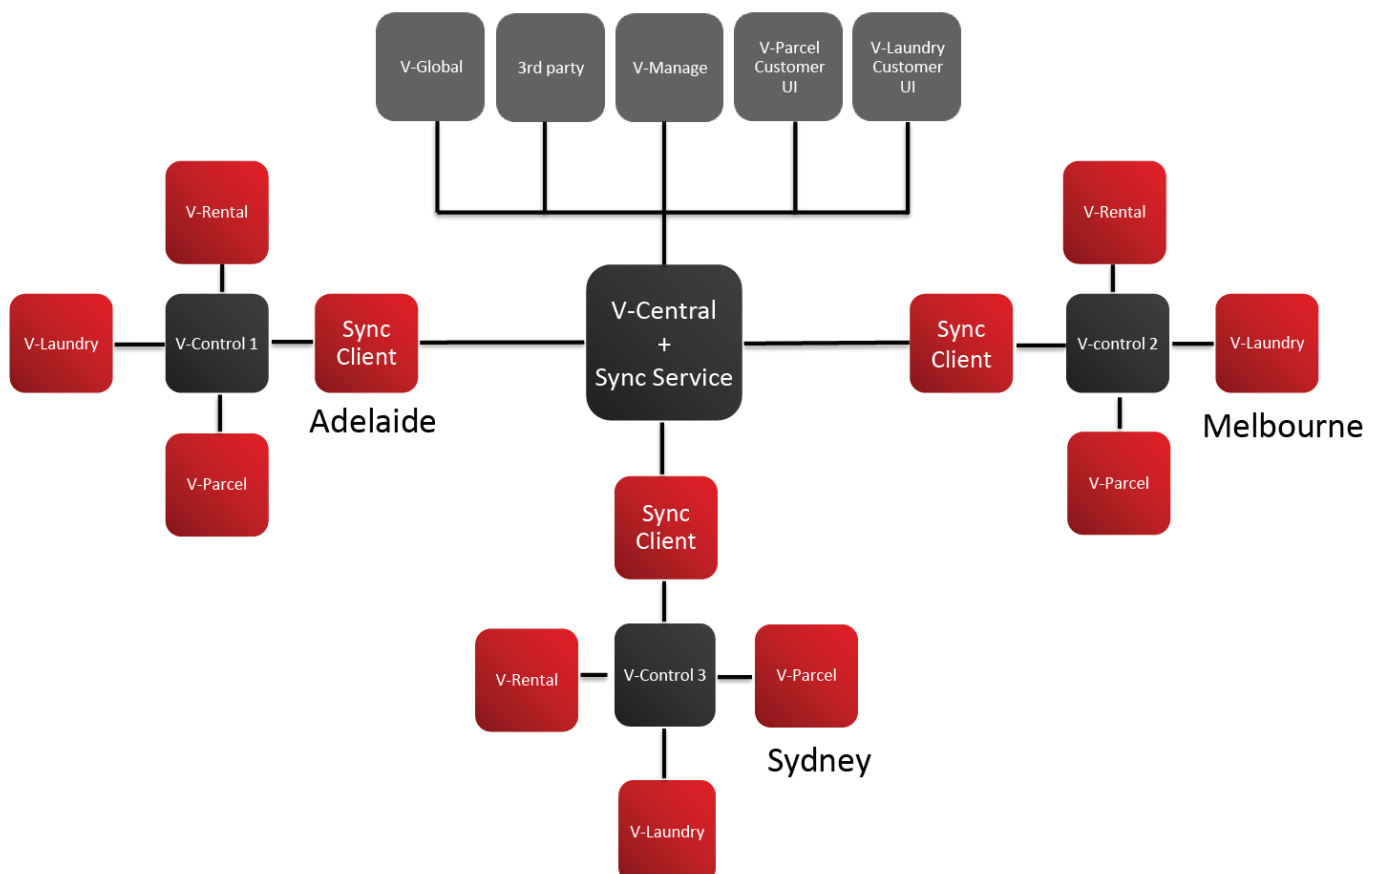 V-Global
3rd party
V-Manage
V-Parcel
Customer
UI
V-Laundry
Customer
UI
V-Rental
V-Laundry
V-Control 1
Sync
Client
Adelaide
V-Parcel
V-Central
+
Sync Service
V-Rental
Sync
Client
V-control 2
V-Laundry
Melbourne
V-Parcel
Sync
Client
V-Rental
V-Control 3
V-Parcel
Sydney
V-Laundry